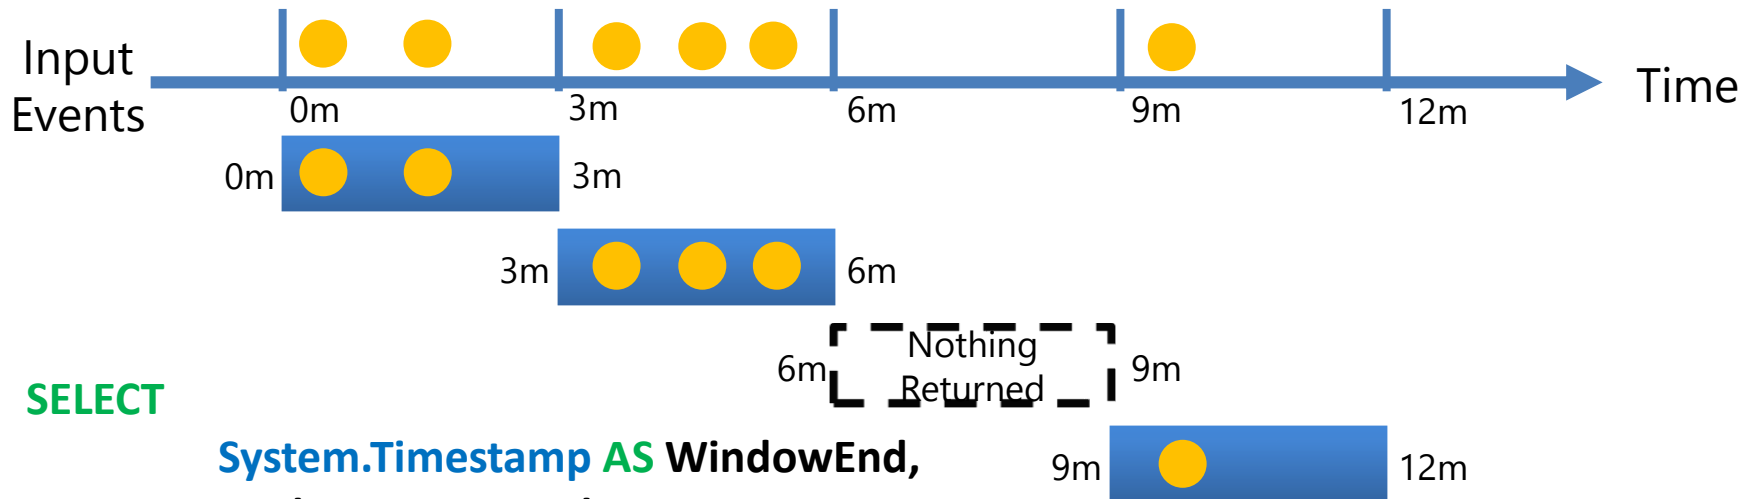 Input
Events
Time
0m
3m
6m
9m
12m
0m
3m
3m
6m
6m
Nothing
Returned
9m
SELECT
System.Timestamp AS WindowEnd,
9m
12m